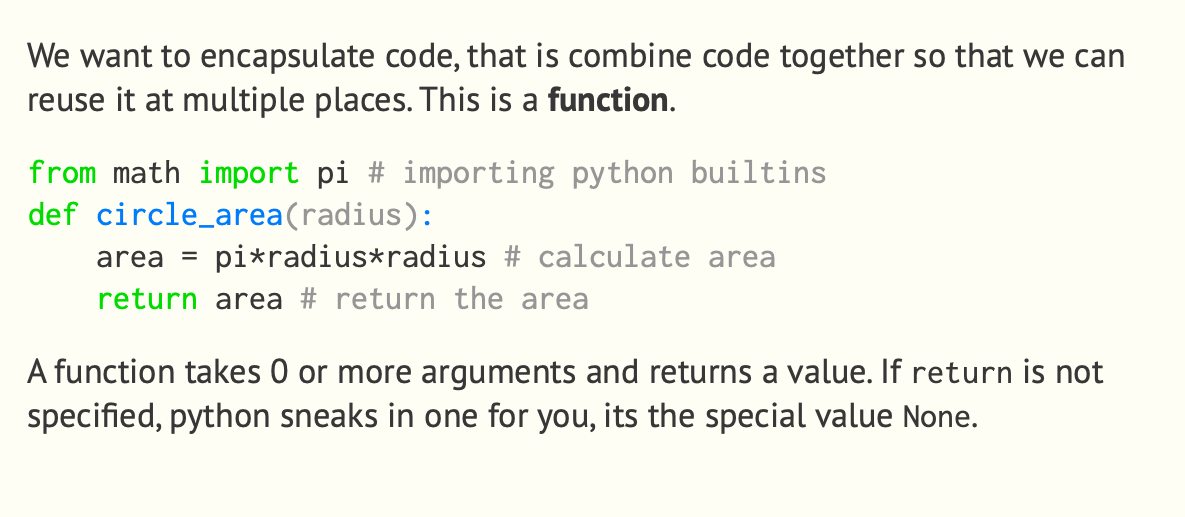 We want to encapsulate code, that is combine code together so that we can
reuse it at multiple places. This is a function.
from math import pi # importing python builtins
def circle_area(radius):
    area = pi*radius*radius # calculate area
    return area # return the area
A function takes 0 or more arguments and returns a value. If return is not
specified, python sneaks in one for you, its the special value None.